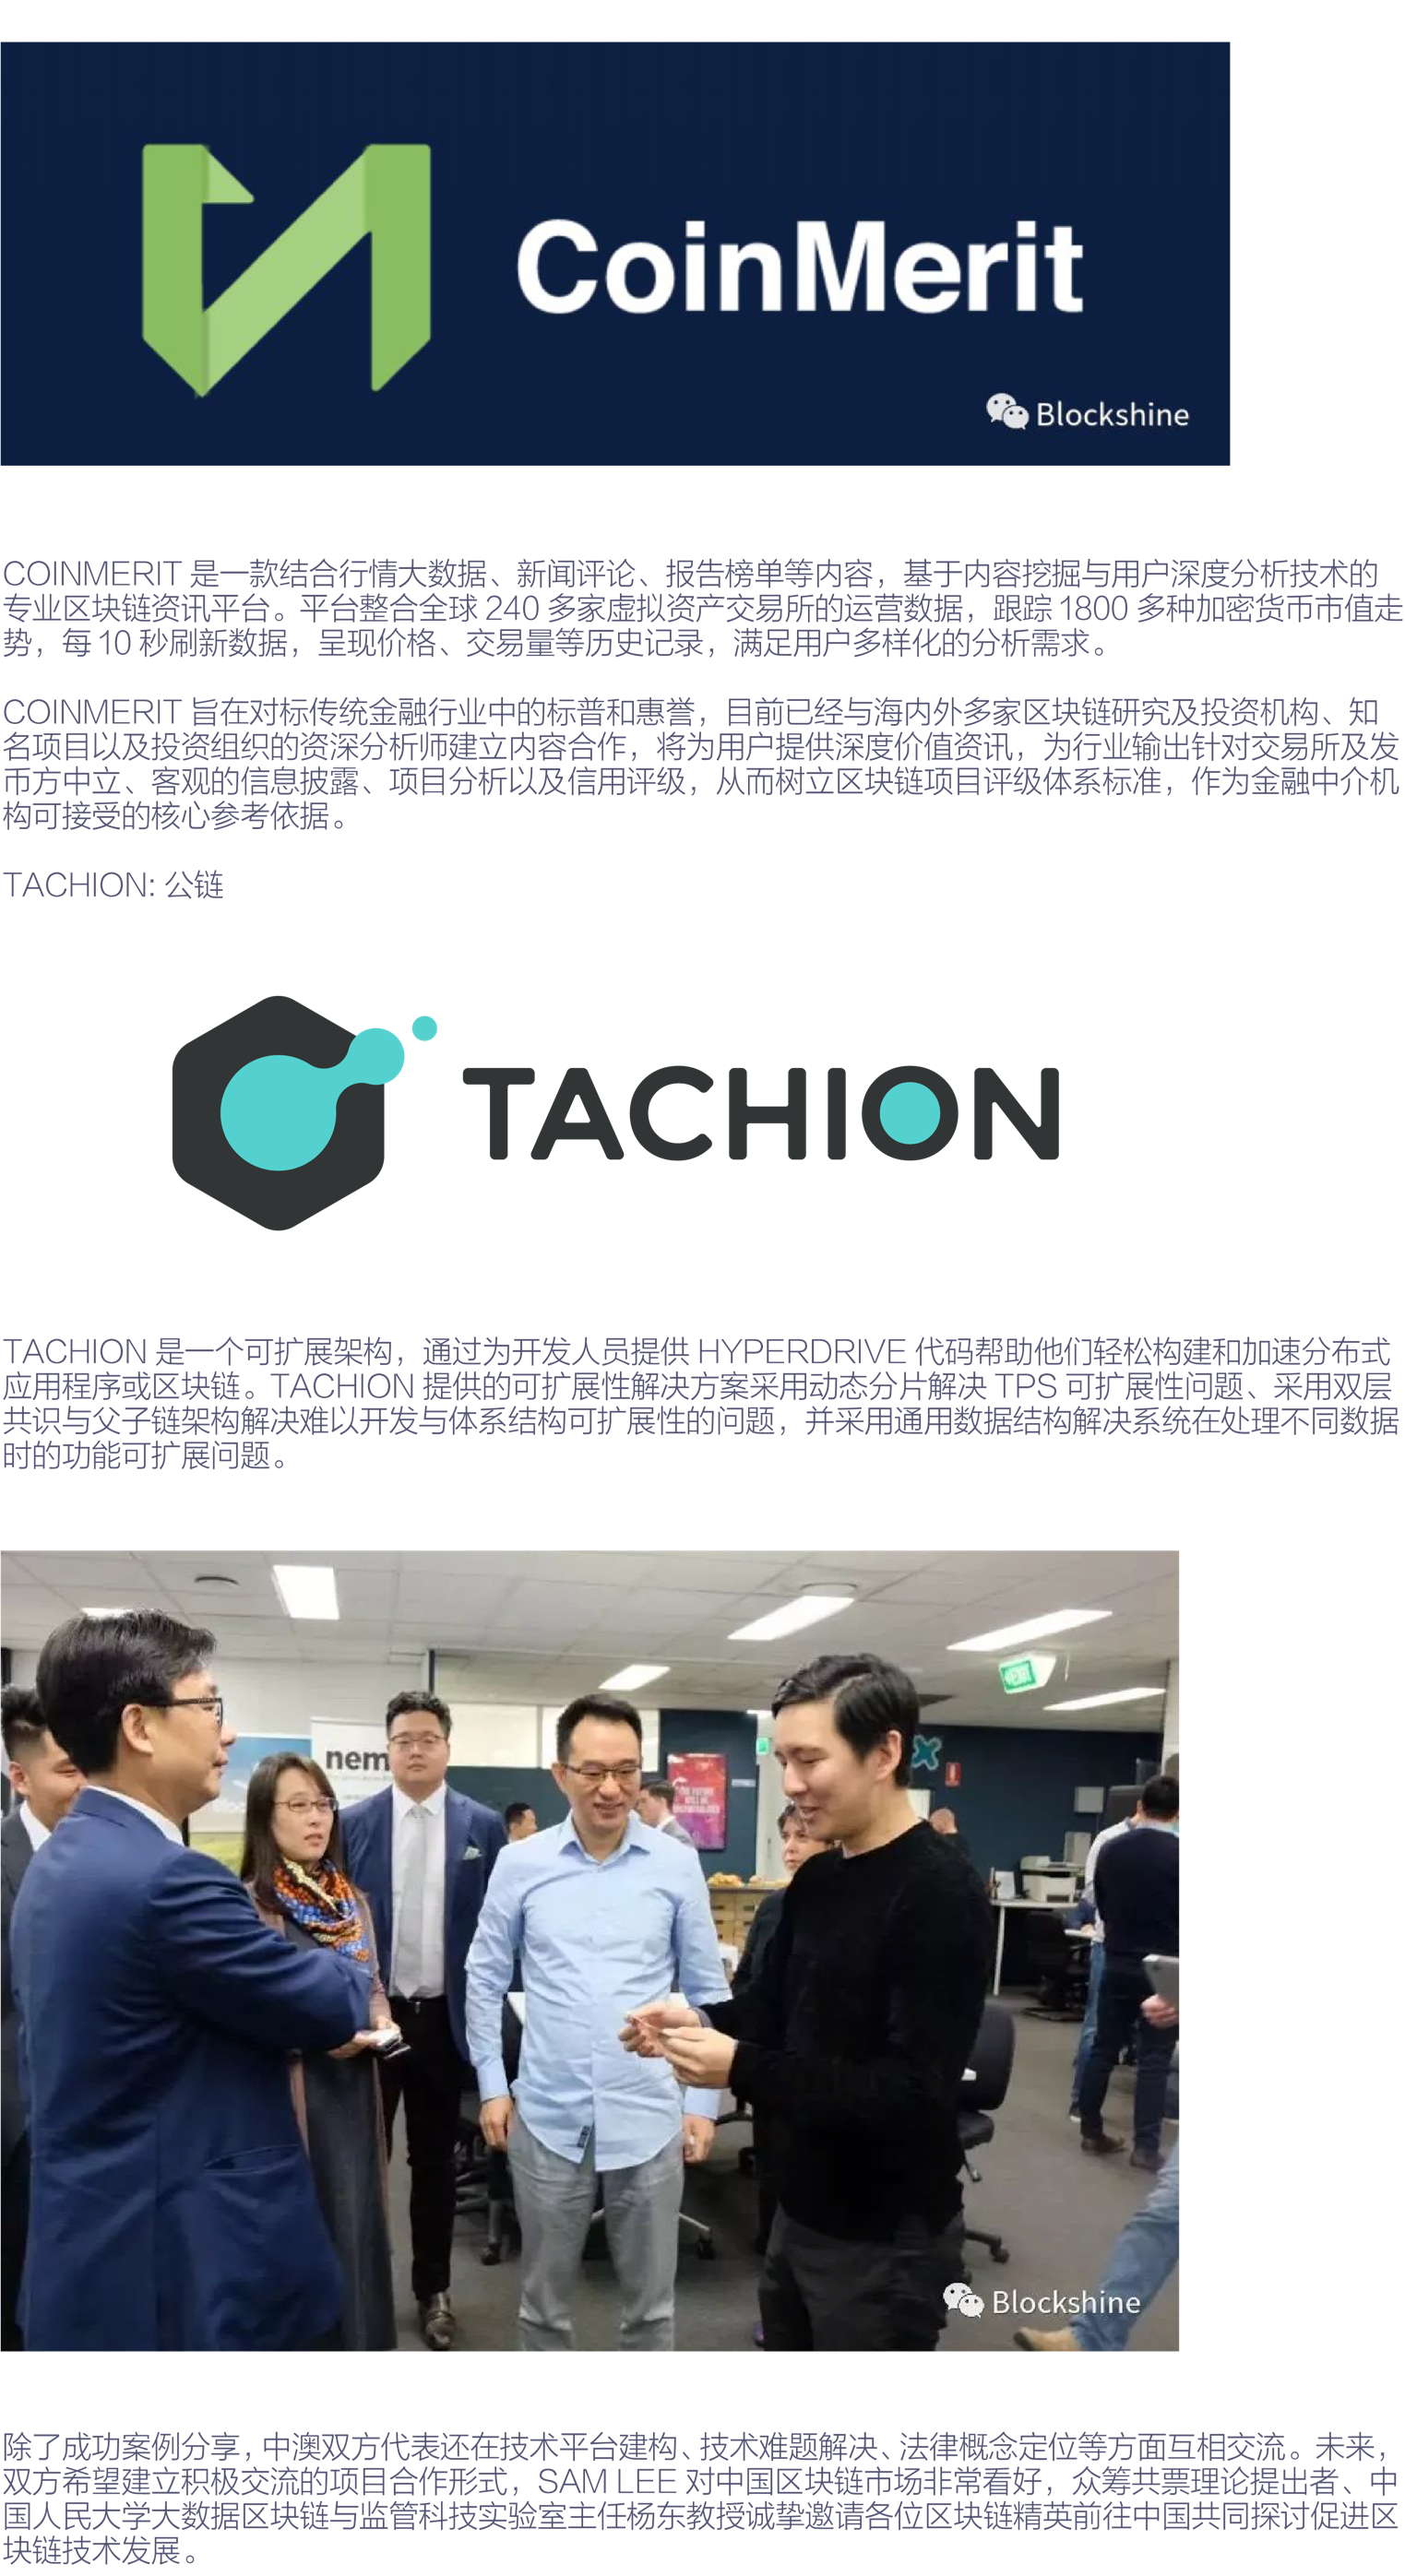 CoinMerit
Blockshine
COINMERIT 是一款结合行情大数据、新闻评论、报告榜单等内容，基于内容挖掘与用户深度分析技术的
专业区块链资讯平台。平台整合全球 240 多家虚拟资产交易所的运营数据，跟踪 1800 多种加密货币市值走
势，每 10 秒刷新数据，呈现价格、交易量等历史记录，满足用户多样化的分析需求。
COINMERIT 旨在对标传统金融行业中的标普和惠誉，目前已经与海内外多家区块链研究及投资机构、知
名项目以及投资组织的资深分析师建立内容合作，将为用户提供深度价值资讯，为行业输出针对交易所及发
币方中立、客观的信息披露、项目分析以及信用评级，从而树立区块链项目评级体系标准，作为金融中介机
构可接受的核心参考依据。
TACHION: 公链
TACHION
TACHION 是一个可扩展架构，通过为开发人员提供 HYPERDRIVE 代码帮助他们轻松构建和加速分布式
应用程序或区块链。TACHION 提供的可扩展性解决方案采用动态分片解决 TPS 可扩展性问题、采用双层
共识与父子链架构解决难以开发与体系结构可扩展性的问题，并采用通用数据结构解决系统在处理不同数据
时的功能可扩展问题。
nem
EXIT
Blockshine
除了成功案例分享，中澳双方代表还在技术平台建构、技术难题解决、法律概念定位等方面互相交流。未来，
双方希望建立积极交流的项目合作形式，SAM LEE 对中国区块链市场非常看好，众筹共票理论提出者、中
国人民大学大数据区块链与监管科技实验室主任杨东教授诚挚邀请各位区块链精英前往中国共同探讨促进区
块链技术发展。